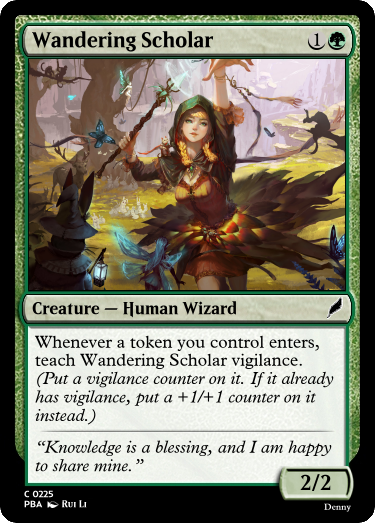 Wandering Scholar 1
Creature — Human Wizard
Whenever a token you control enters,
teach Wandering Scholar vigilance.
(Put a vigilance counter on it. If it already
has vigilance, put a +1/+1 counter on it
instead.)
“Knowledge is a blessing, and I am happy
to share mine.”
2/2
C 0225
PBA Rui Li
Denny